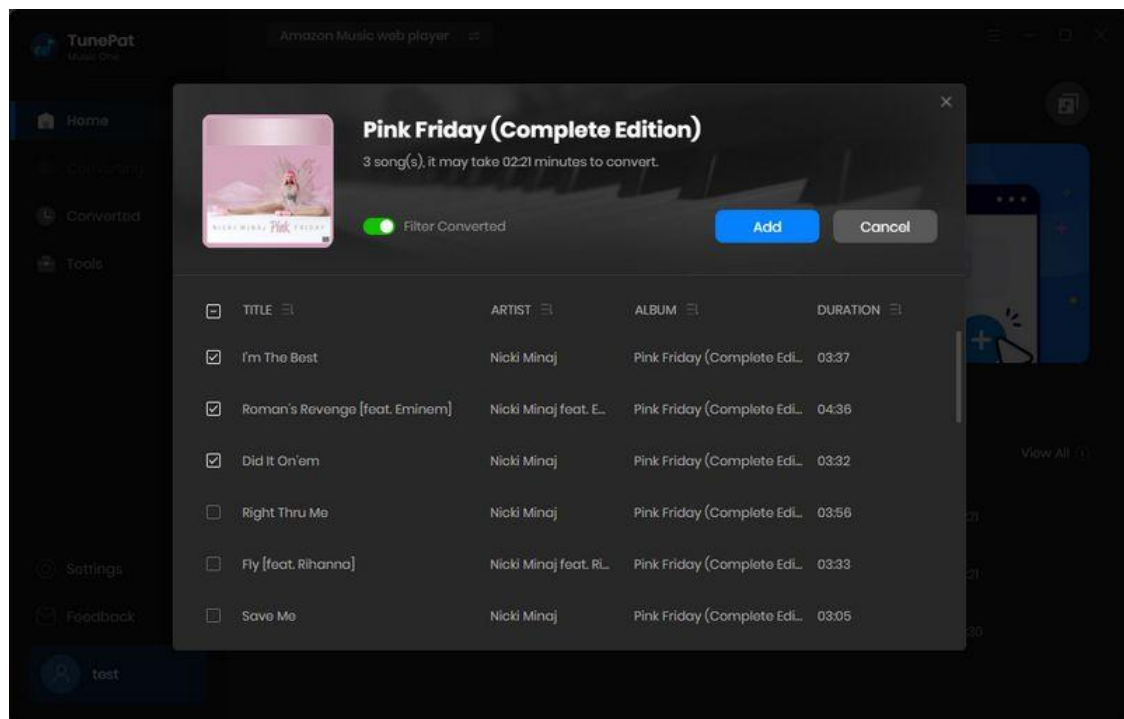 TunePat
Music One
Amazon Music web player
Home
Converting
Converted
Tools
Settings
Feedback
test
Pink Friday (Complete Edition)
3 song(s), it may take 02:21 minutes to convert.
NICKI MINAJ Pink FRIDAY
Filter Converted
Add
Cancel
TITLE ARTIST ALBUM DURATION
I'm The Best Nicki Minaj Pink Friday (Complete Edi... 03:37
Roman's Revenge [feat. Eminem] Nicki Minaj feat. E... Pink Friday (Complete Edi... 04:36
Did It On'em Nicki Minaj Pink Friday (Complete Edi... 03:32
Right Thru Me Nicki Minaj Pink Friday (Complete Edi... 03:56
Fly [feat. Rihanna] Nicki Minaj feat. Ri... Pink Friday (Complete Edi... 03:33
Save Me Nicki Minaj Pink Friday (Complete Edi... 03:05
View All